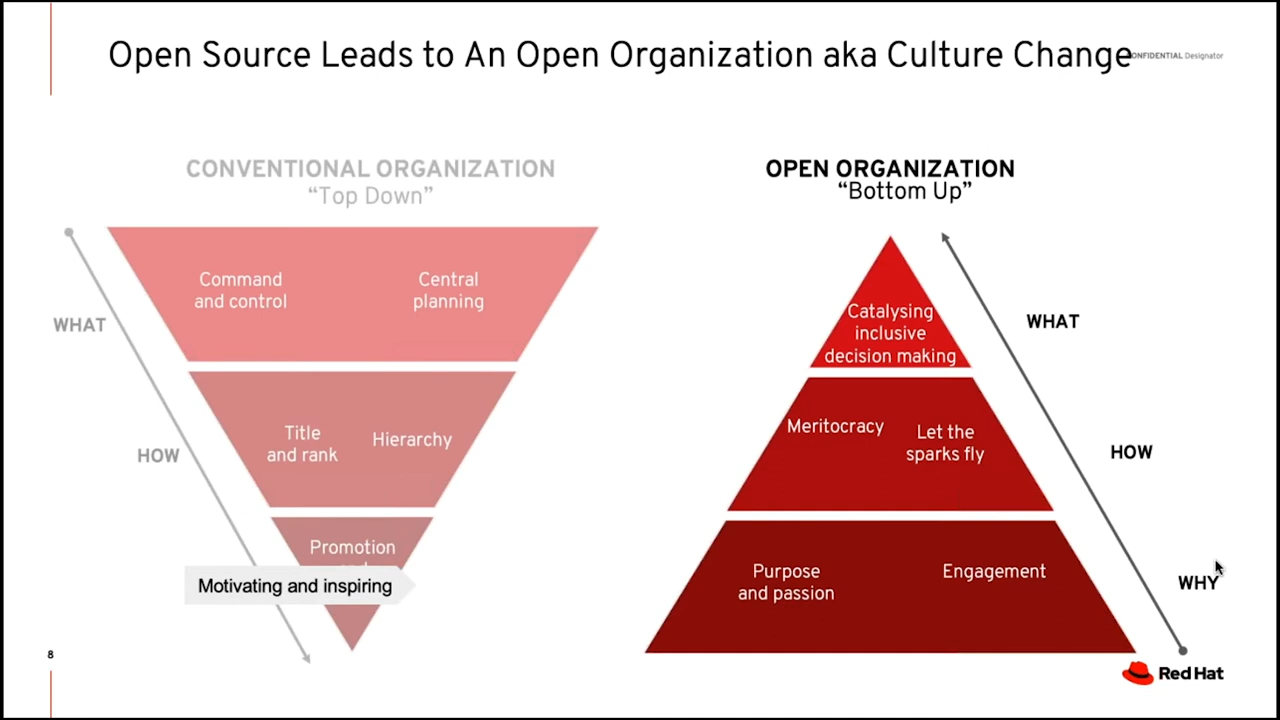 Open Source Leads to An Open Organization aka Culture Change
CONFIDENTIAL Designator
CONVENTIONAL ORGANIZATION
“Top Down”
WHAT
HOW
Command
and control
Central
planning
Title
and rank
Hierarchy
Promotion
Motivating and inspiring
OPEN ORGANIZATION
“Bottom Up”
Catalysing
inclusive
decision making
Meritocracy
Let the
sparks fly
Purpose
and passion
Engagement
WHAT
HOW
WHY
8
Red Hat